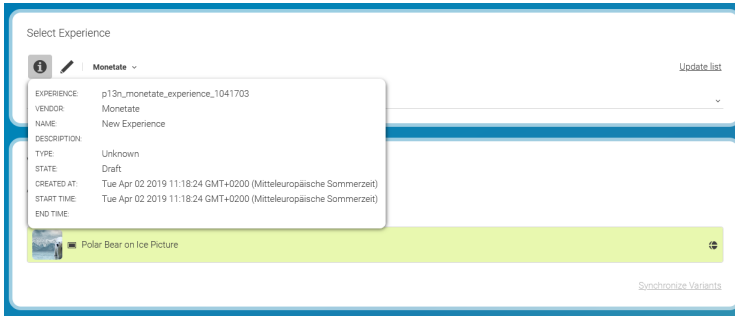 Select Experience
Monetate
Update list
EXPERIENCE: p13n_monetate_experience_1041703
VENDOR: Monetate
NAME: New Experience
DESCRIPTION:
TYPE: Unknown
STATE: Draft
CREATED AT: Tue Apr 02 2019 11:18:24 GMT+0200 (Mitteleuropäische Sommerzeit)
START TIME: Tue Apr 02 2019 11:18:24 GMT+0200 (Mitteleuropäische Sommerzeit)
END TIME:
Polar Bear on Ice Picture
Synchronize Variants